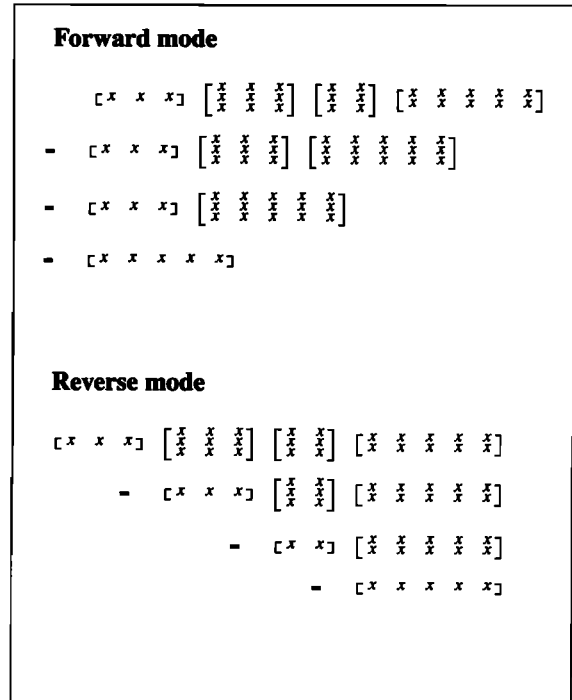 Forward mode
[x x x] [x x x x x x x x x] [x x x x x x] [x x x x x x x x x x]
- [x x x] [x x x x x x x x x] [x x x x x x x x x x x x x x x]
- [x x x] [x x x x x x x x x x x x x x x]
- [x x x x x]
Reverse mode
[x x x] [x x x x x x x x x] [x x x x x x] [x x x x x x x x x x]
- [x x x] [x x x x x x] [x x x x x x x x x x]
- [x x] [x x x x x x x x x x]
- [x x x x x]